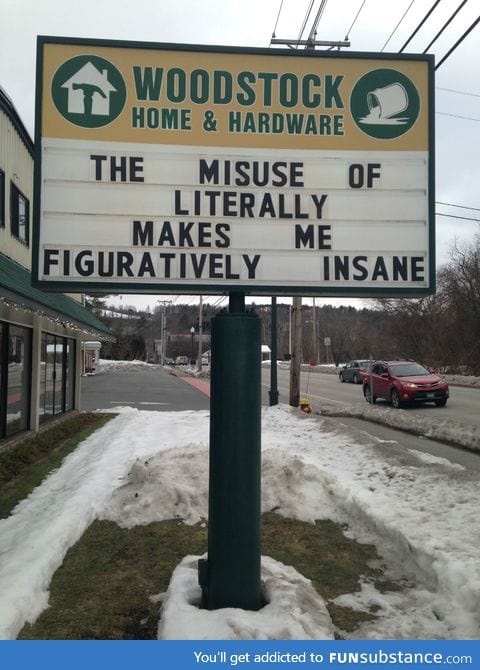 WOODSTOCK
HOME & HARDWARE
THE MISUSE OF
LITERALLY
MAKES ME
FIGURATIVELY INSANE
You'll get addicted to FUNsubstance.com